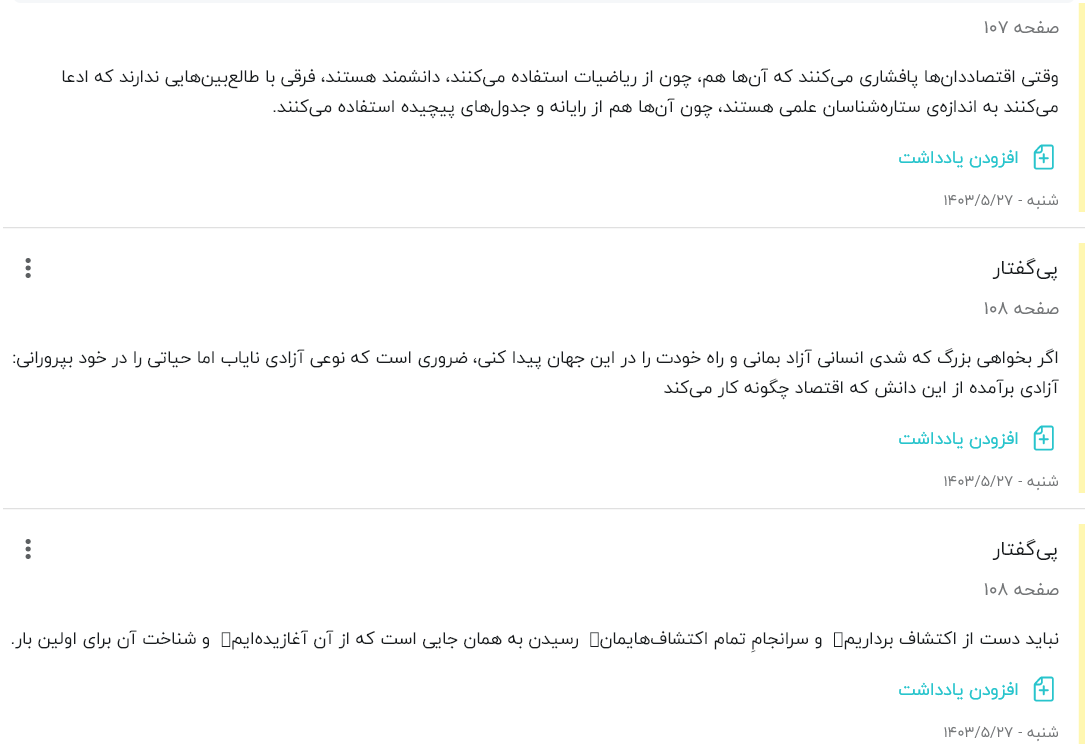 صفحه ۱۰۷
وقتی اقتصاددان‌ها پافشاری می‌کنند که آن‌ها هم، چون از ریاضیات استفاده می‌کنند، دانشمند هستند، فرقی با طالع‌بین‌هایی ندارند که ادعا
می‌کنند به اندازه‌ی ستاره‌شناسان علمی هستند، چون آن‌ها هم از رایانه و جدول‌های پیچیده استفاده می‌کنند.
افزودن یادداشت
شنبه - ۱۴۰۳/۵/۲۷
پی‌گفتار
صفحه ۱۰۸
اگر بخواهی بزرگ که شدی انسانی آزاد بمانی و راه خودت را در این جهان پیدا کنی، ضروری است که نوعی آزادی نایاب اما حیاتی را در خود بپرورانی:
آزادی برآمده از این دانش که اقتصاد چگونه کار می‌کند
افزودن یادداشت
شنبه - ۱۴۰۳/۵/۲۷
پی‌گفتار
صفحه ۱۰۸
نباید دست از اکتشاف برداریم▯ و سرانجامِ تمام اکتشاف‌هایمان▯ رسیدن به همان جایی است که از آن آغازیده‌ایم▯ و شناخت آن برای اولین بار.
افزودن یادداشت
شنبه - ۱۴۰۳/۵/۲۷